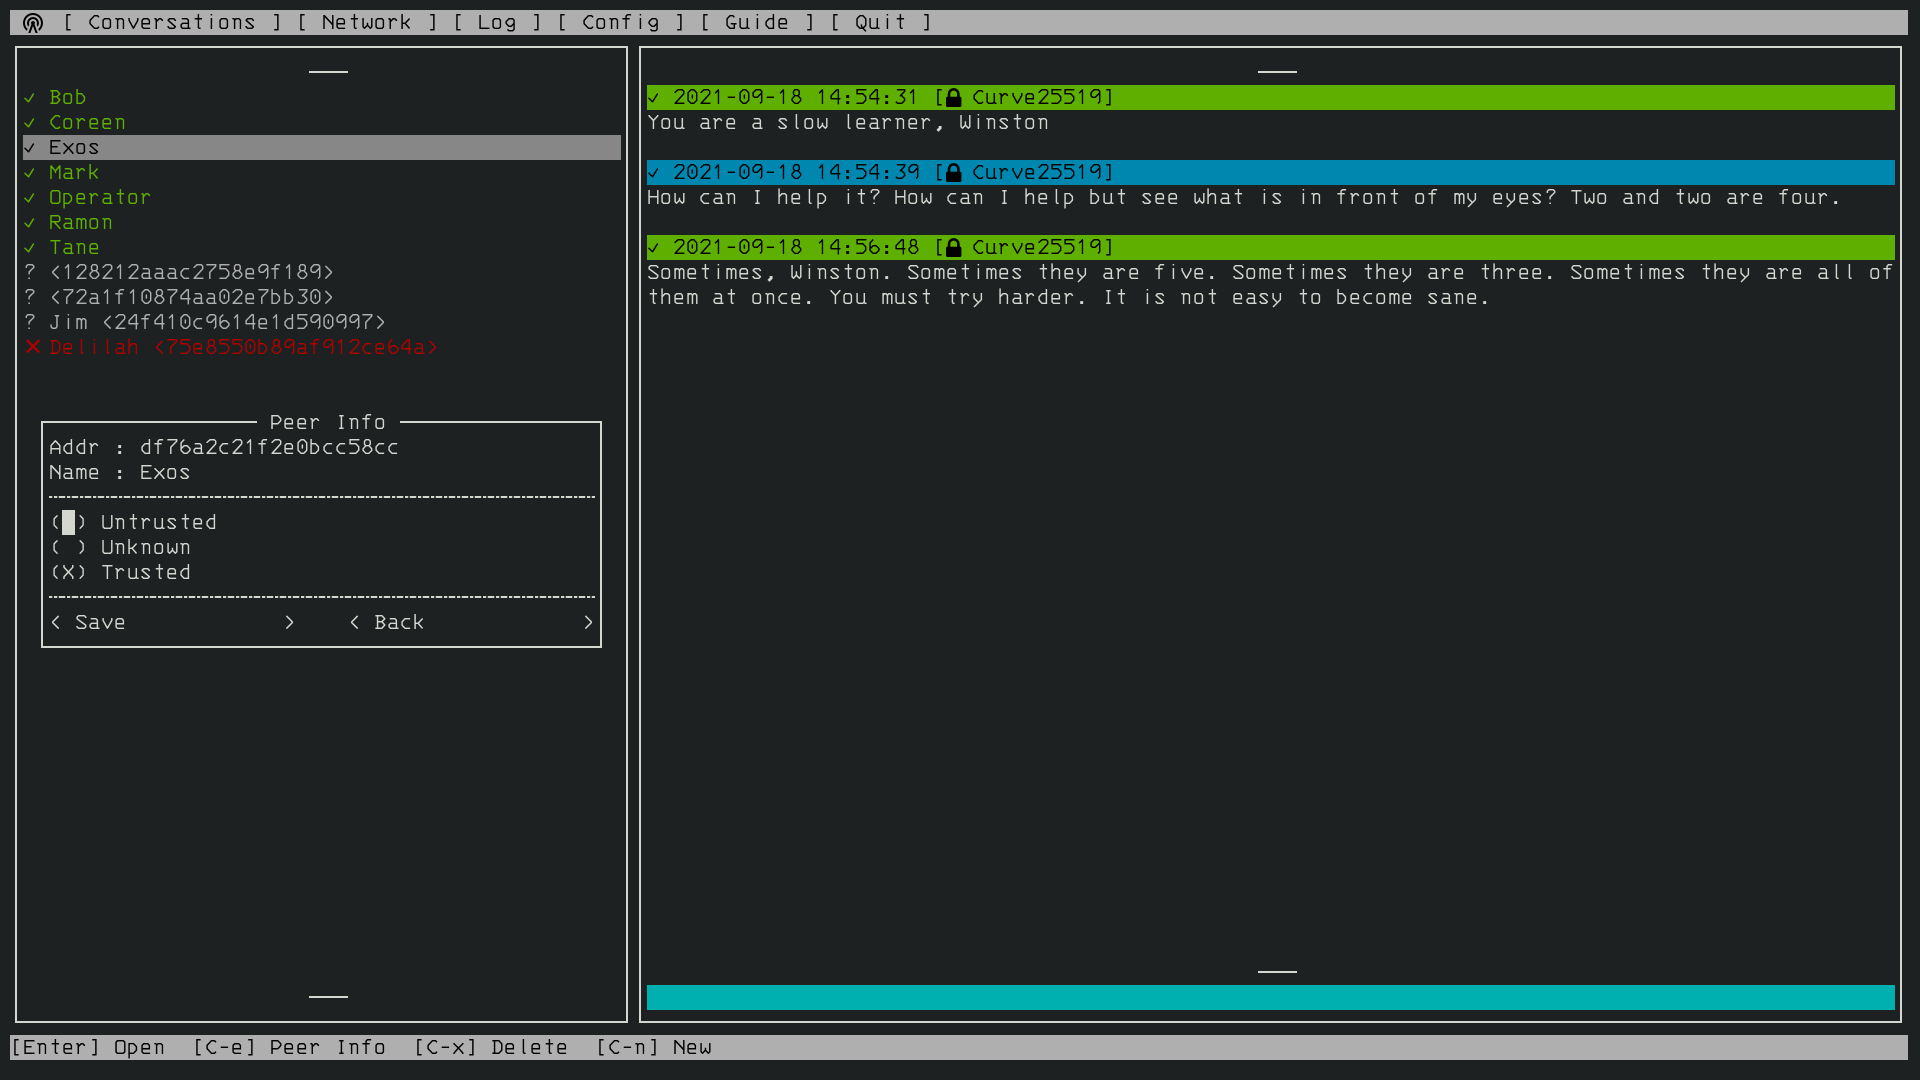 [ Conversations ] [ Network ] [ Log ] [ Config ] [ Guide ] [ Quit ]
✓ Bob
✓ Coreen
✓ Exos
✓ Mark
✓ Operator
✓ Ramon
✓ Tane
? <128212aaac2758e9f189>
? <72a1f10874aa02e7bb30>
? Jim <24f410c9614e1d590997>
✕ Delilah <75e8550b89af912ce64a>
Peer Info
Addr : df76a2c21f2e0bcc58cc
Name : Exos
( ) Untrusted
( ) Unknown
(X) Trusted
< Save > < Back >
✓ 2021-09-18 14:54:31 [🔒 Curve25519]
You are a slow learner, Winston
✓ 2021-09-18 14:54:39 [🔒 Curve25519]
How can I help it? How can I help but see what is in front of my eyes? Two and two are four.
✓ 2021-09-18 14:56:48 [🔒 Curve25519]
Sometimes, Winston. Sometimes they are five. Sometimes they are three. Sometimes they are all of
them at once. You must try harder. It is not easy to become sane.
[Enter] Open [C-e] Peer Info [C-x] Delete [C-n] New